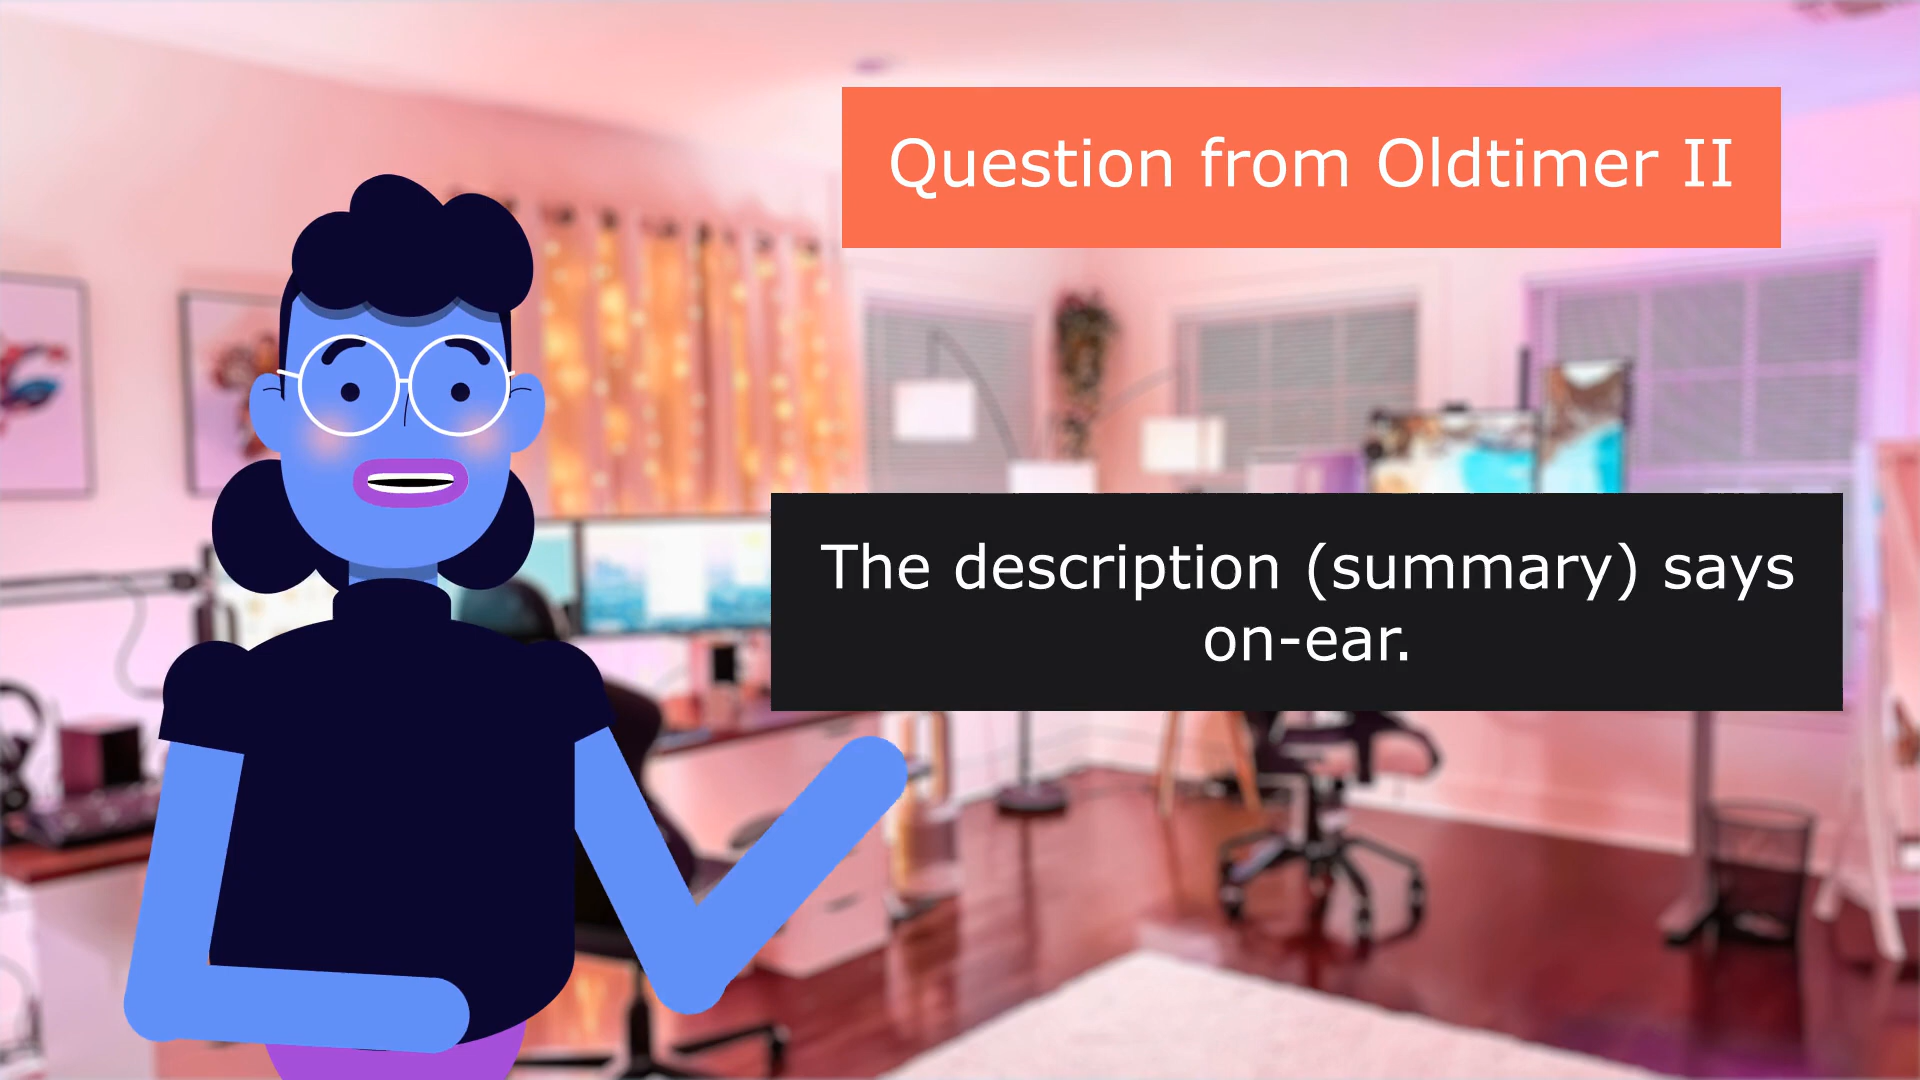 Question from Oldtimer II
The description (summary) says
on-ear.